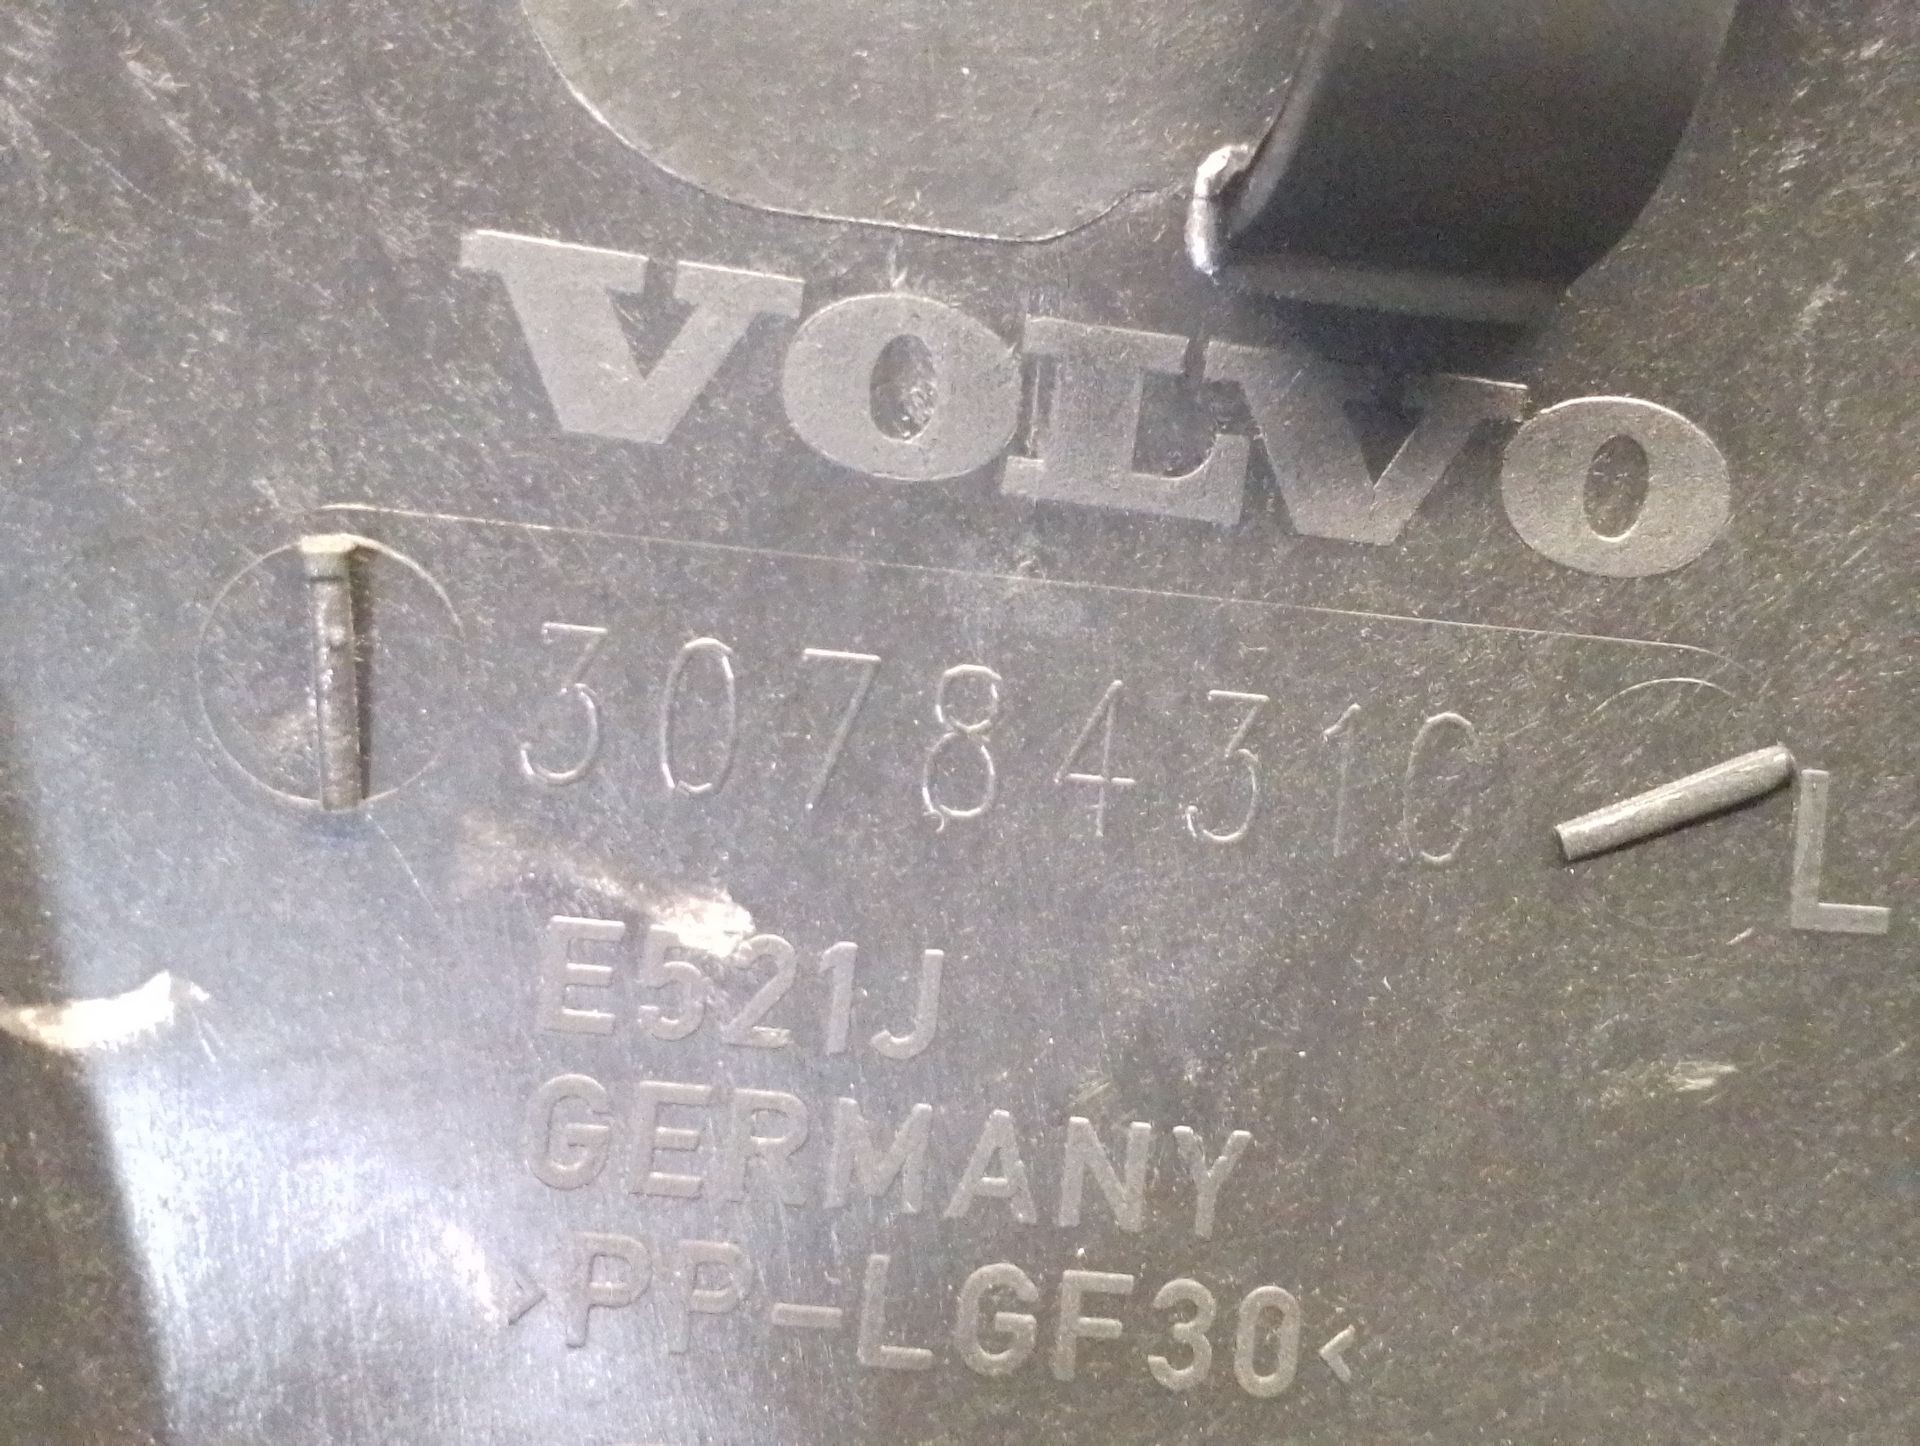 VOLVO
30784310
L
E521J
GERMANY
>PP-LGF30<